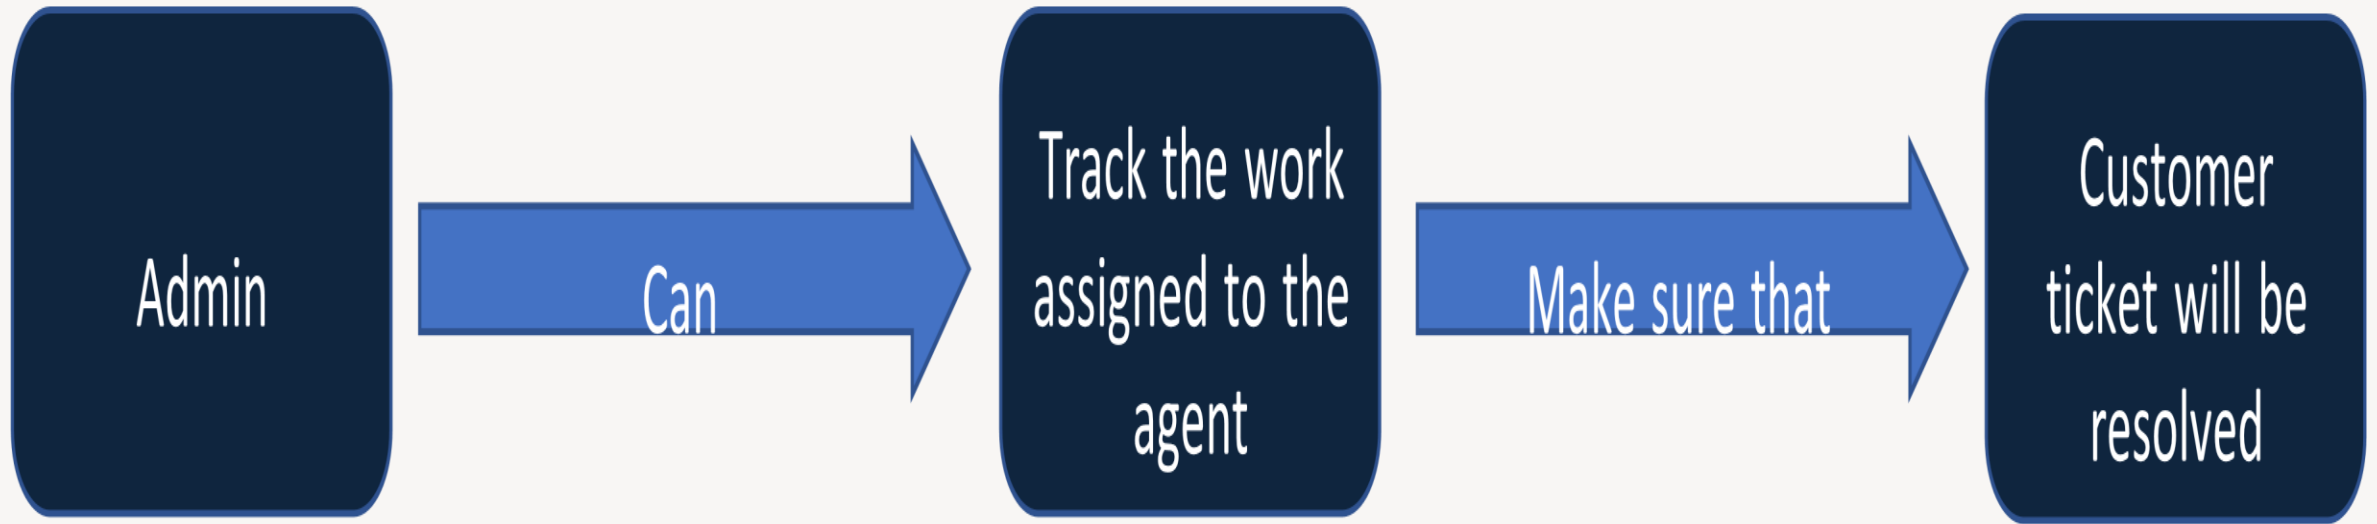 Admin
Can
Track the work
assigned to the
agent
Make sure that
Customer
ticket will be
resolved